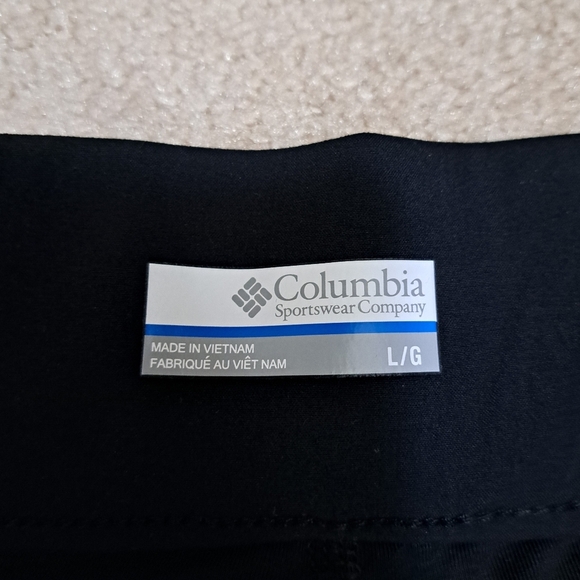 Columbia
Sportswear Company
MADE IN VIETNAM
FABRIQUÉ AU VIÊT NAM
L/G